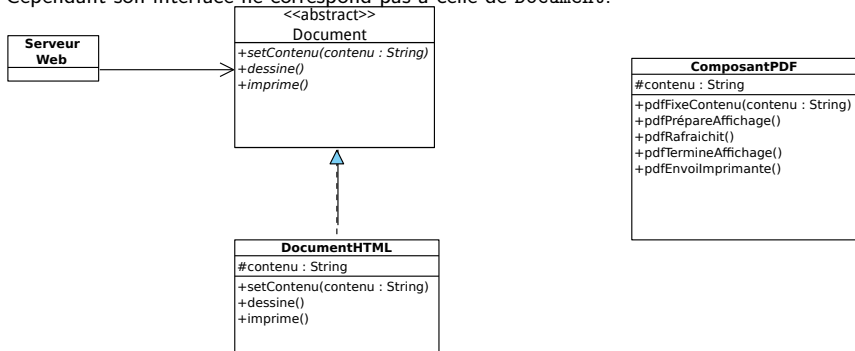 Cependant son interface ne correspond pas à celle de Document.
<<abstract>>
Document
+setContenu(contenu : String)
+dessine()
+imprime()
Serveur
Web
ComposantPDF
#contenu : String
+pdfFixeContenu(contenu : String)
+pdfPrépareAffichage()
+pdfRafraichit()
+pdfTermineAffichage()
+pdfEnvoiImprimante()
DocumentHTML
#contenu : String
+setContenu(contenu : String)
+dessine()
+imprime()